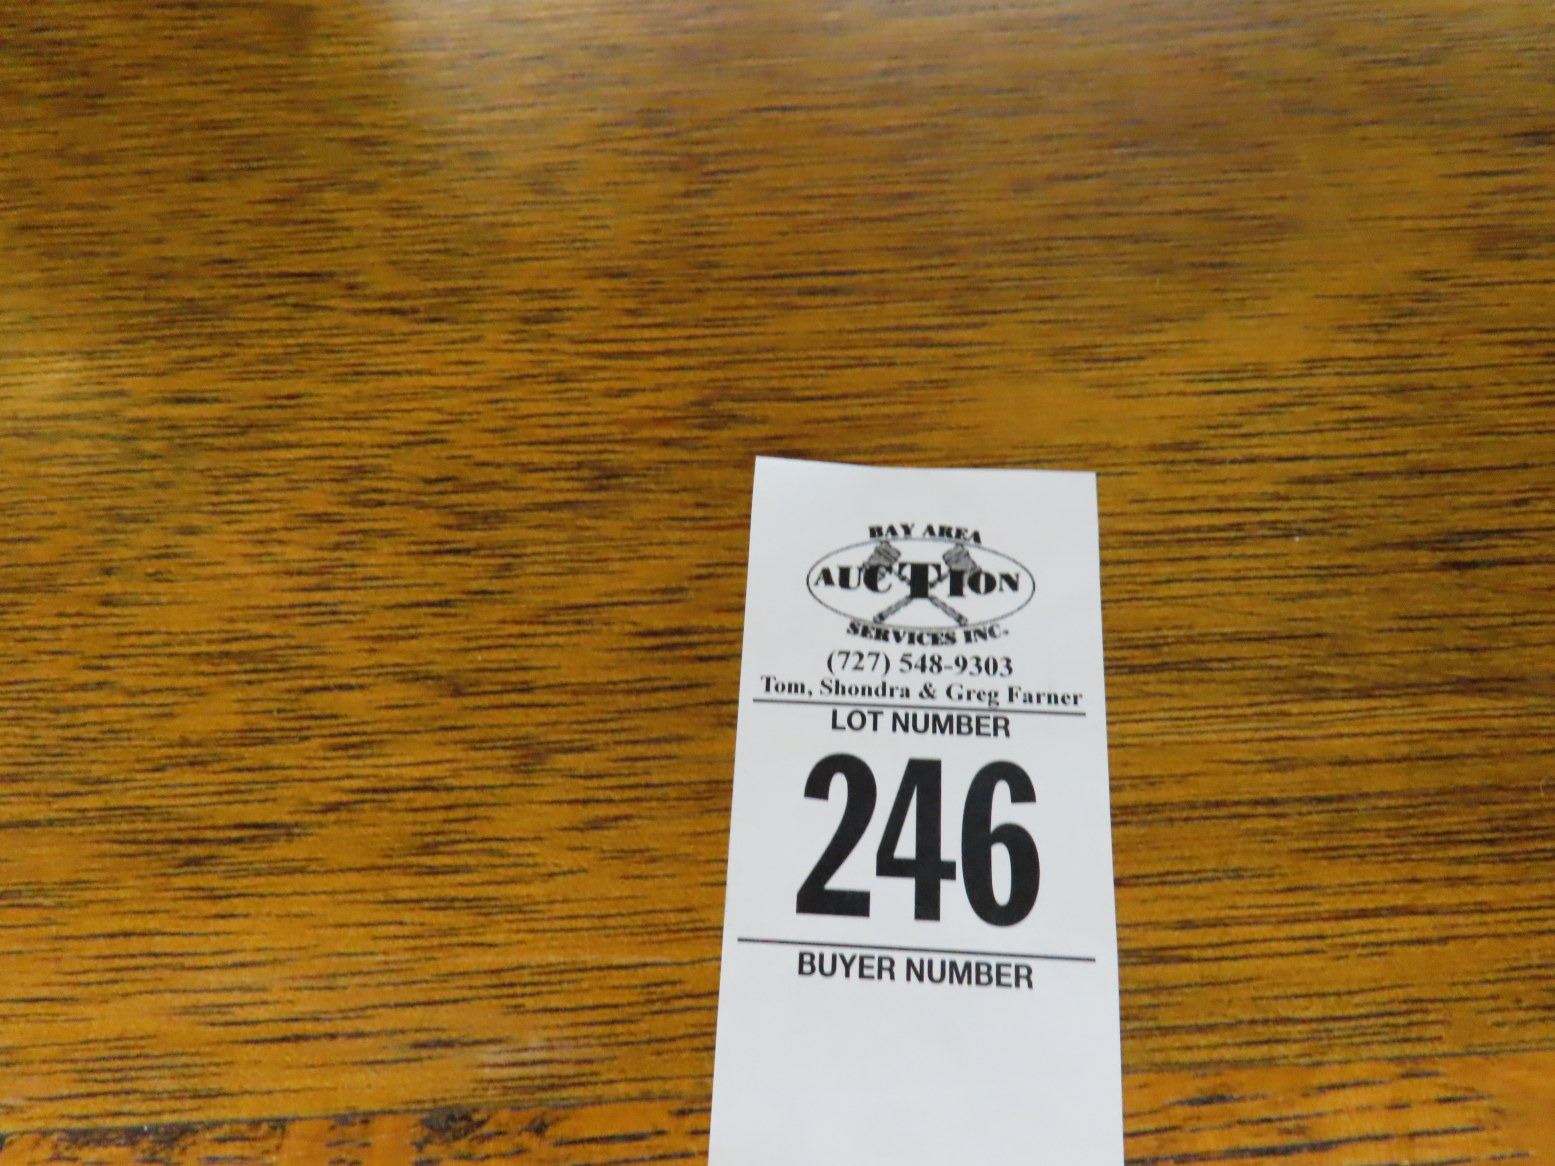 BAY AREA
AUCTION
SERVICES INC.
(727) 548-9303
Tom, Shondra & Greg Farner
LOT NUMBER
246
BUYER NUMBER